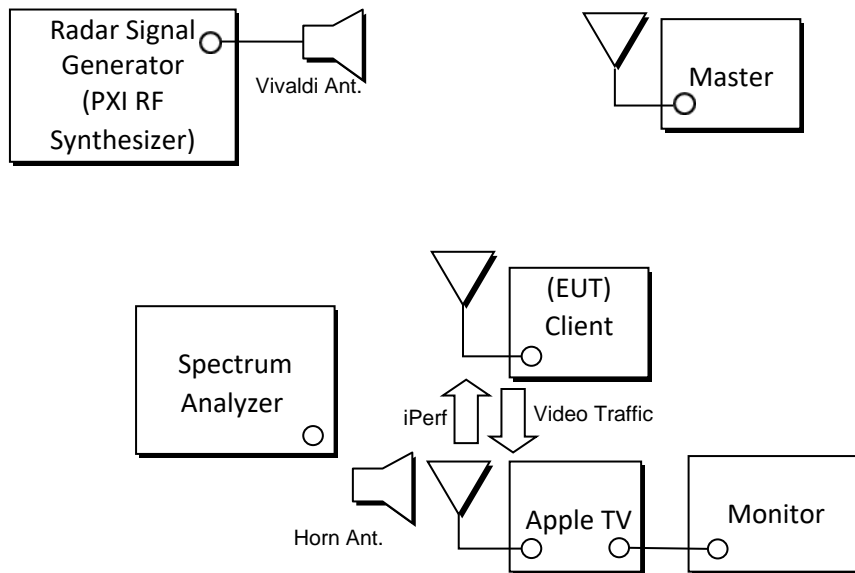 Radar Signal
Generator
(PXI RF
Synthesizer)
Vivaldi Ant.
Master
(EUT)
Client
Spectrum
Analyzer
iPerf
Video Traffic
Horn Ant.
Apple TV
Monitor